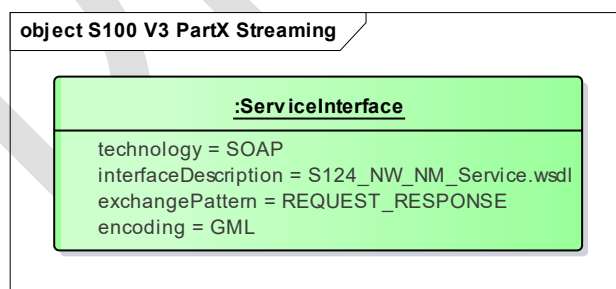 object S100 V3 PartX Streaming
:ServiceInterface
technology = SOAP
interfaceDescription = S124_NW_NM_Service.wsdl
exchangePattern = REQUEST_RESPONSE
encoding = GML